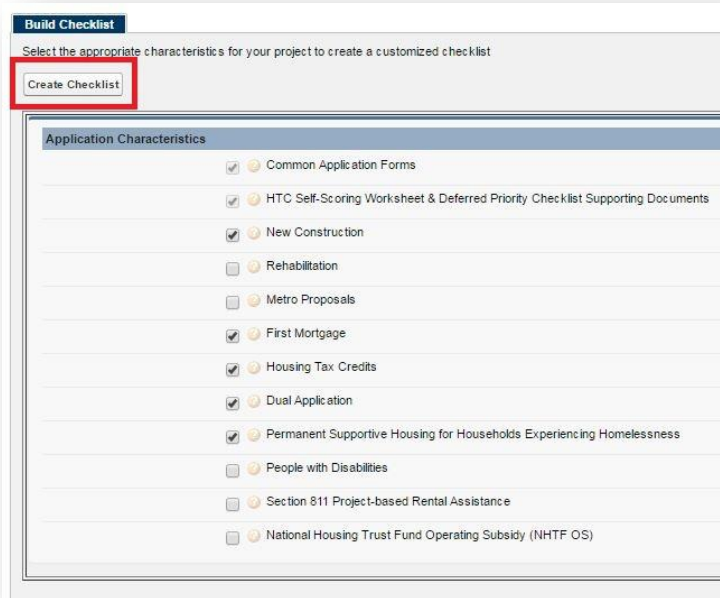 Build Checklist
Select the appropriate characteristics for your project to create a customized checklist
Create Checklist
Application Characteristics
Common Application Forms
HTC Self-Scoring Worksheet & Deferred Priority Checklist Supporting Documents
New Construction
Rehabilitation
Metro Proposals
First Mortgage
Housing Tax Credits
Dual Application
Permanent Supportive Housing for Households Experiencing Homelessness
People with Disabilities
Section 811 Project-based Rental Assistance
National Housing Trust Fund Operating Subsidy (NHTF OS)